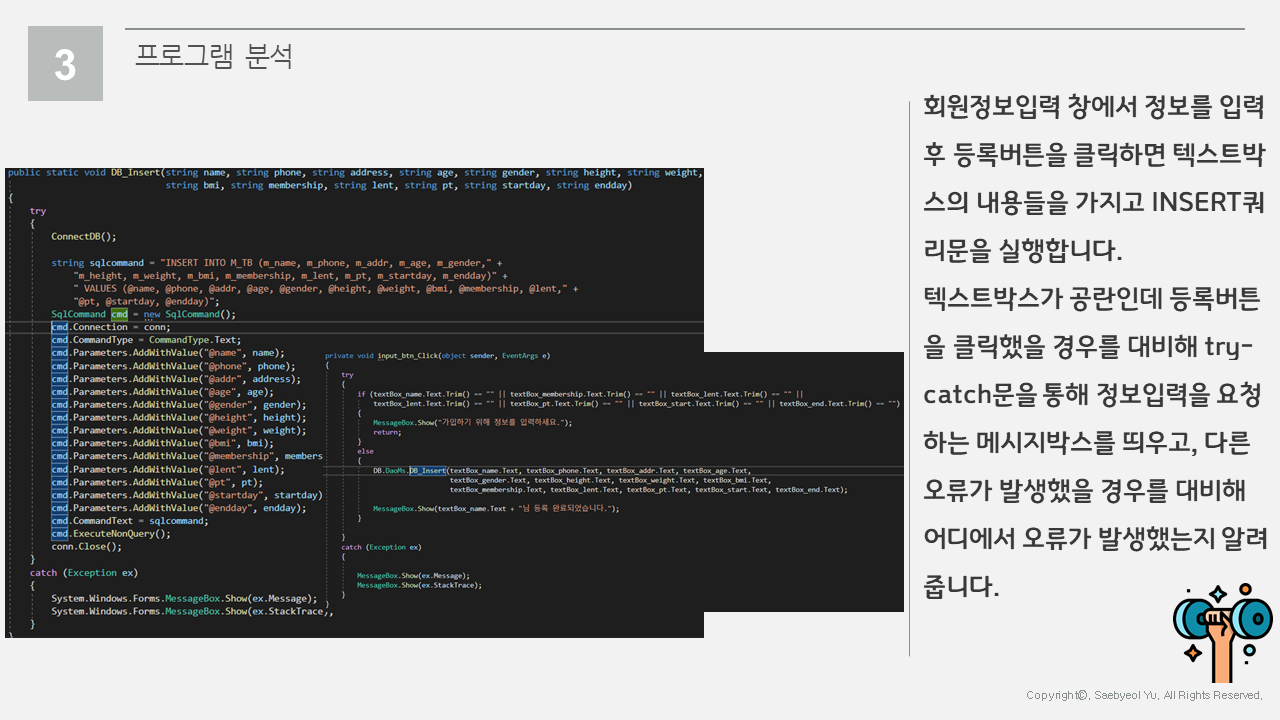 3
프로그램 분석
public static void DB_Insert(string name, string phone, string address, string age, string gender, string height, string weight,
string bmi, string membership, string lent, string pt, string startday, string endday)
{
try
{
ConnectDB();
string sqlcommand = "INSERT INTO M_TB (m_name, m_phone, m_addr, m_age, m_gender," +
"m_height, m_weight, m_bmi, m_membership, m_lent, m_pt, m_startday, m_endday)" +
" VALUES (@name, @phone, @addr, @age, @gender, @height, @weight, @bmi, @membership, @lent," +
"@pt, @startday, @endday)";
SqlCommand cmd = new SqlCommand();
cmd.Connection = conn;
cmd.CommandType = CommandType.Text;
cmd.Parameters.AddWithValue("@name", name);
cmd.Parameters.AddWithValue("@phone", phone);
cmd.Parameters.AddWithValue("@addr", address);
cmd.Parameters.AddWithValue("@age", age);
cmd.Parameters.AddWithValue("@gender", gender);
cmd.Parameters.AddWithValue("@height", height);
cmd.Parameters.AddWithValue("@weight", weight);
cmd.Parameters.AddWithValue("@bmi", bmi);
cmd.Parameters.AddWithValue("@membership", members
cmd.Parameters.AddWithValue("@lent", lent);
cmd.Parameters.AddWithValue("@pt", pt);
cmd.Parameters.AddWithValue("@startday", startday)
cmd.Parameters.AddWithValue("@endday", endday);
cmd.CommandText = sqlcommand;
cmd.ExecuteNonQuery();
conn.Close();
}
catch (Exception ex)
{
System.Windows.Forms.MessageBox.Show(ex.Message);
System.Windows.Forms.MessageBox.Show(ex.StackTrace);
}
}
private void input_btn_Click(object sender, EventArgs e)
{
try
{
if (textBox_name.Text.Trim() == "" || textBox_membership.Text.Trim() == "" || textBox_lent.Text.Trim() == "" ||
textBox_lent.Text.Trim() == "" || textBox_pt.Text.Trim() == "" || textBox_start.Text.Trim() == "" || textBox_end.Text.Trim() == "")
{
MessageBox.Show("가입하기 위해 정보를 입력하세요.");
return;
}
else
{
DB.DaoMs.DB_Insert(textBox_name.Text, textBox_phone.Text, textBox_addr.Text, textBox_age.Text,
textBox_gender.Text, textBox_height.Text, textBox_weight.Text, textBox_bmi.Text,
textBox_membership.Text, textBox_lent.Text, textBox_pt.Text, textBox_start.Text, textBox_end.Text);
MessageBox.Show(textBox_name.Text + "님 등록 완료되었습니다.");
}
}
catch (Exception ex)
{
MessageBox.Show(ex.Message);
MessageBox.Show(ex.StackTrace);
}
}
회원정보입력 창에서 정보를 입력
후 등록버튼을 클릭하면 텍스트박
스의 내용들을 가지고 INSERT쿼
리문을 실행합니다.
텍스트박스가 공란인데 등록버튼
을 클릭했을 경우를 대비해 try-
catch문을 통해 정보입력을 요청
하는 메시지박스를 띄우고, 다른
오류가 발생했을 경우를 대비해
어디에서 오류가 발생했는지 알려
줍니다.
Copyright©. Saebyeol Yu. All Rights Reserved.